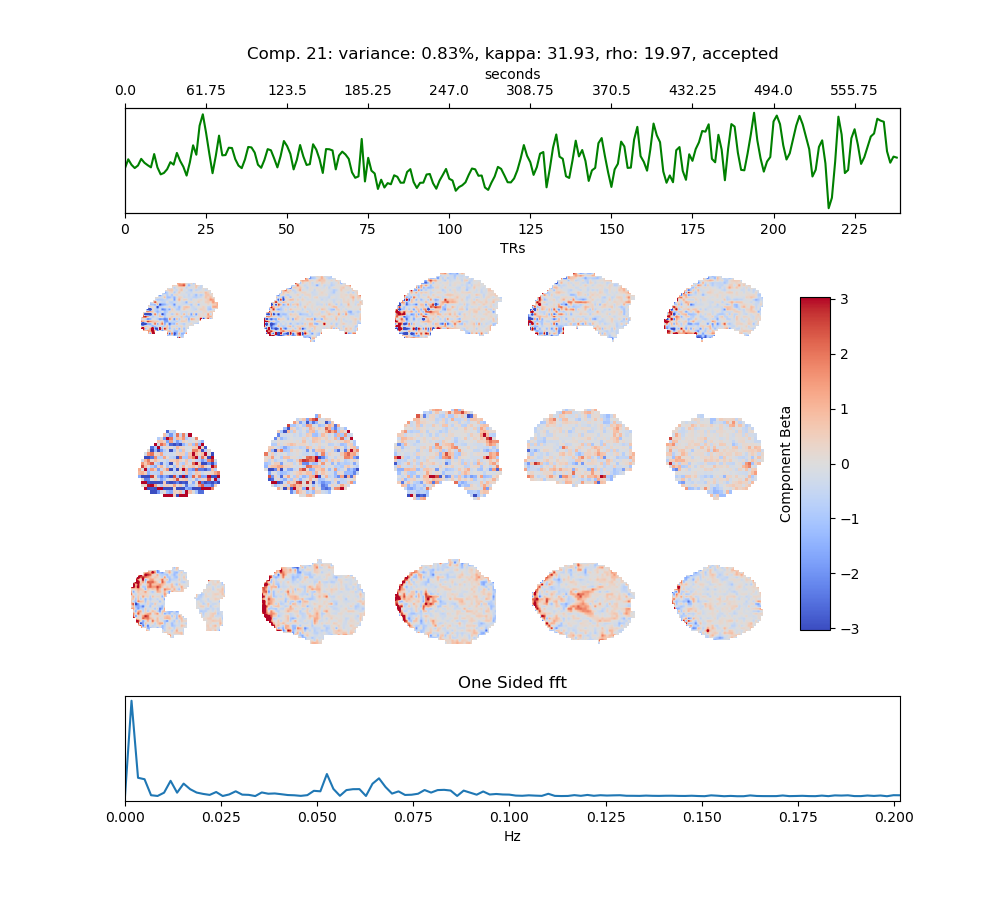 Comp. 21: variance: 0.83%, kappa: 31.93, rho: 19.97, accepted
seconds
0.0 61.75 123.5 185.25 247.0 308.75 370.5 432.25 494.0 555.75
0 25 50 75 100 125 150 175 200 225
TRs
3
2
1
0
−1
−2
−3
Component Beta
One Sided fft
0.000 0.025 0.050 0.075 0.100 0.125 0.150 0.175 0.200
Hz